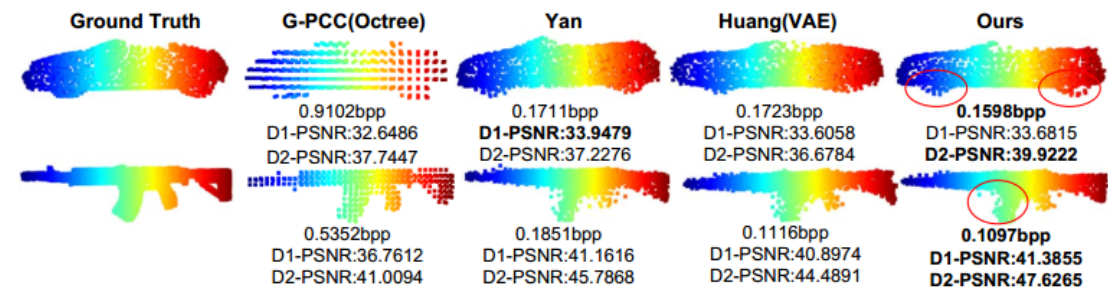 Ground Truth G-PCC(Octree) Yan Huang(VAE) Ours
0.9102bpp 0.1711bpp 0.1723bpp 0.1598bpp
D1-PSNR:32.6486 D1-PSNR:33.9479 D1-PSNR:33.6058 D1-PSNR:33.6815
D2-PSNR:37.7447 D2-PSNR:37.2276 D2-PSNR:36.6784 D2-PSNR:39.9222
0.5352bpp 0.1851bpp 0.1116bpp 0.1097bpp
D1-PSNR:36.7612 D1-PSNR:41.1616 D1-PSNR:40.8974 D1-PSNR:41.3855
D2-PSNR:41.0094 D2-PSNR:45.7868 D2-PSNR:44.4891 D2-PSNR:47.6265